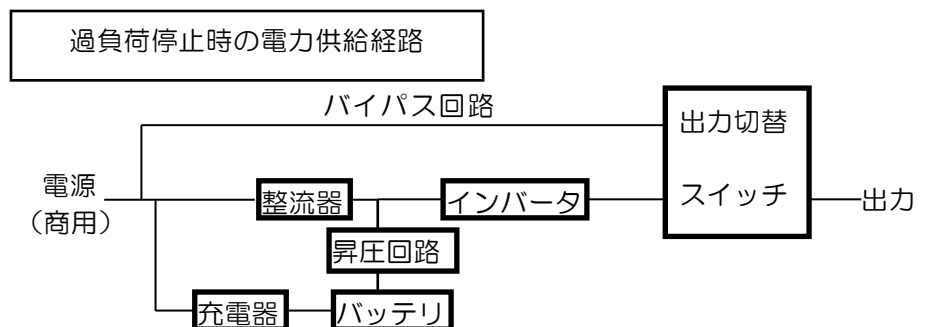 過負荷停止時の電力供給経路
バイパス回路
出力切替
スイッチ
電源
(商用)
整流器
インバータ
出力
昇圧回路
充電器
バッテリ